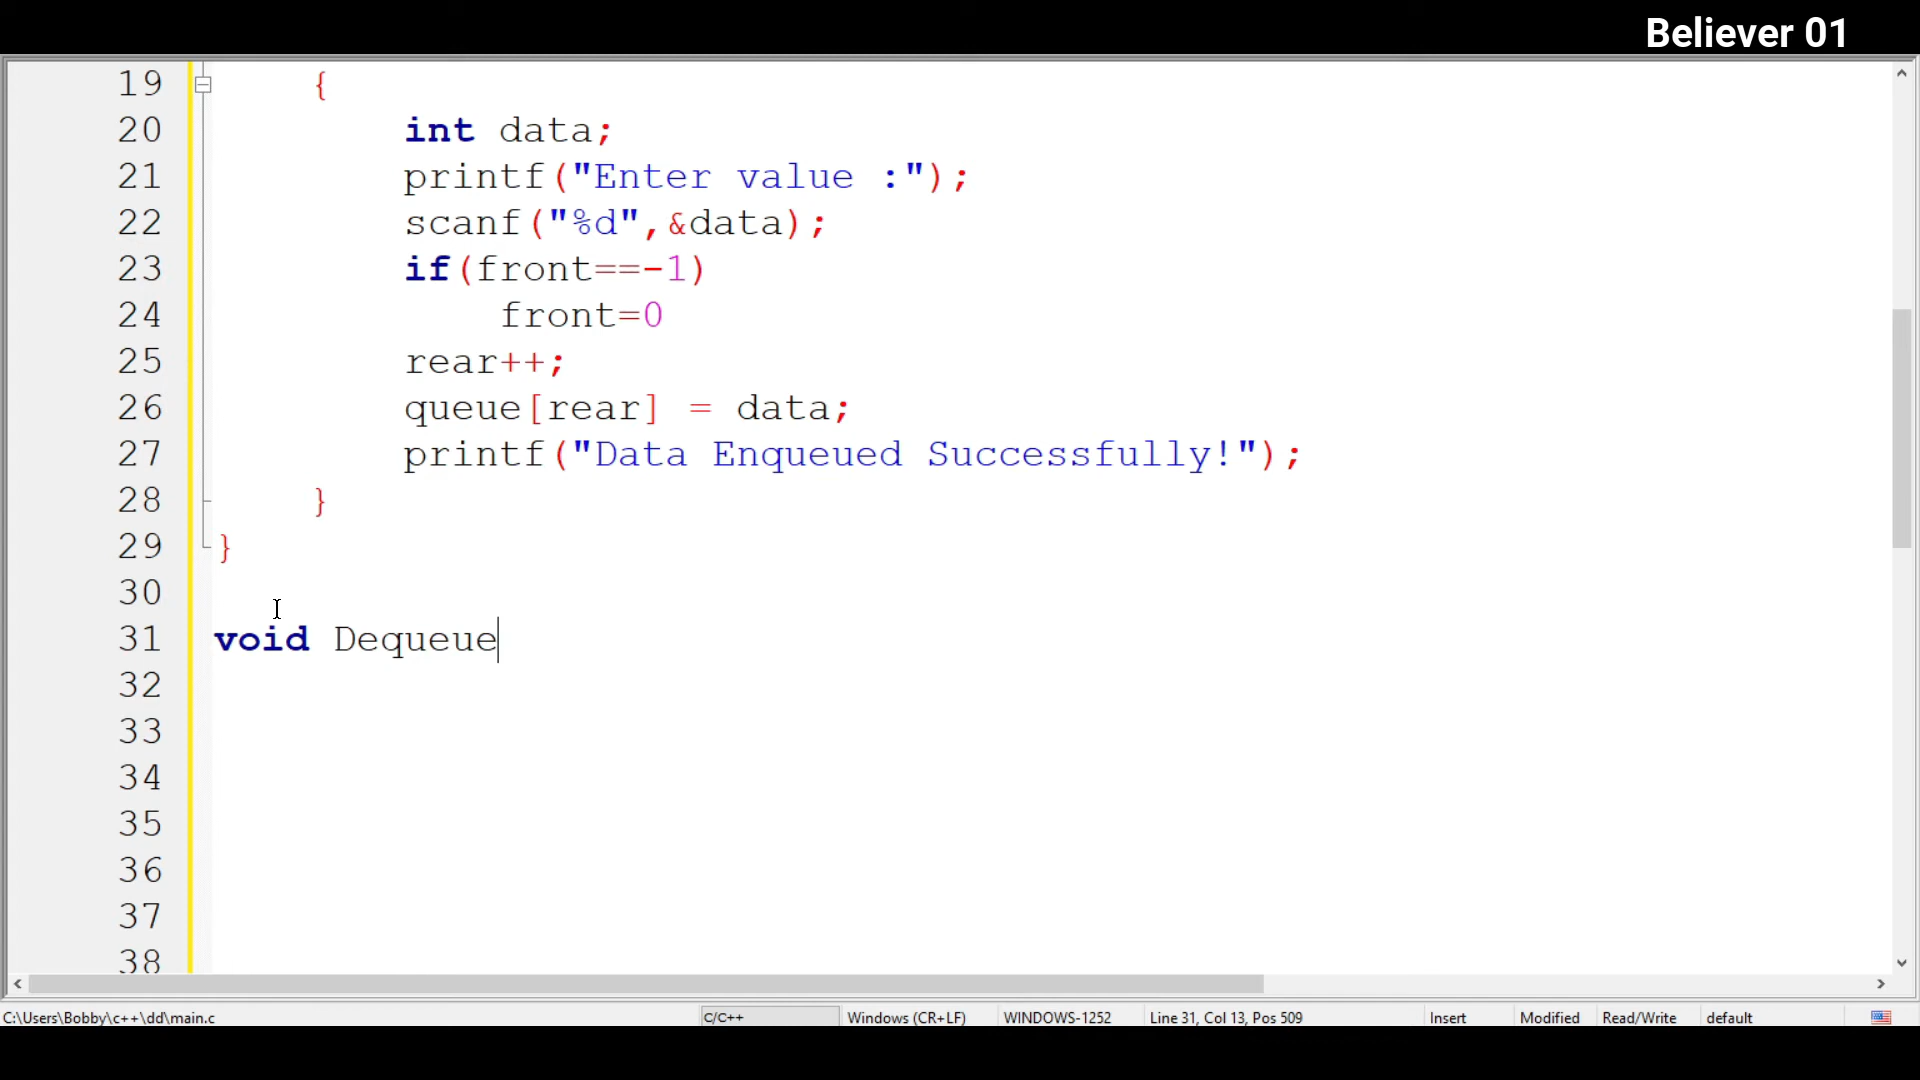 Believer 01
19 {
20 int data;
21 printf("Enter value :");
22 scanf("%d",&data);
23 if(front==-1)
24 front=0
25 rear++;
26 queue[rear] = data;
27 printf("Data Enqueued Successfully!");
28 }
29 }
30
31 void Dequeue
32
33
34
35
36
37
38
C:\Users\Bobby\c++\dd\main.c C/C++ Windows (CR+LF) WINDOWS-1252 Line 31, Col 13, Pos 509 Insert Modified Read/Write default